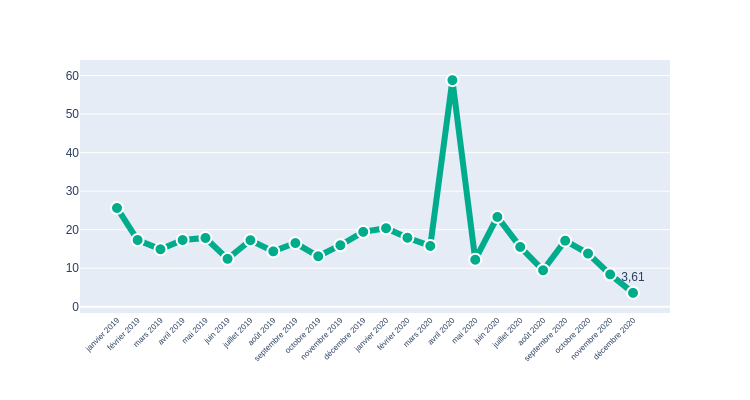 60
50
40
30
20
10
0
3,61
janvier 2019
février 2019
mars 2019
avril 2019
mai 2019
juin 2019
juillet 2019
août 2019
septembre 2019
octobre 2019
novembre 2019
décembre 2019
janvier 2020
février 2020
mars 2020
avril 2020
mai 2020
juin 2020
juillet 2020
août 2020
septembre 2020
octobre 2020
novembre 2020
décembre 2020